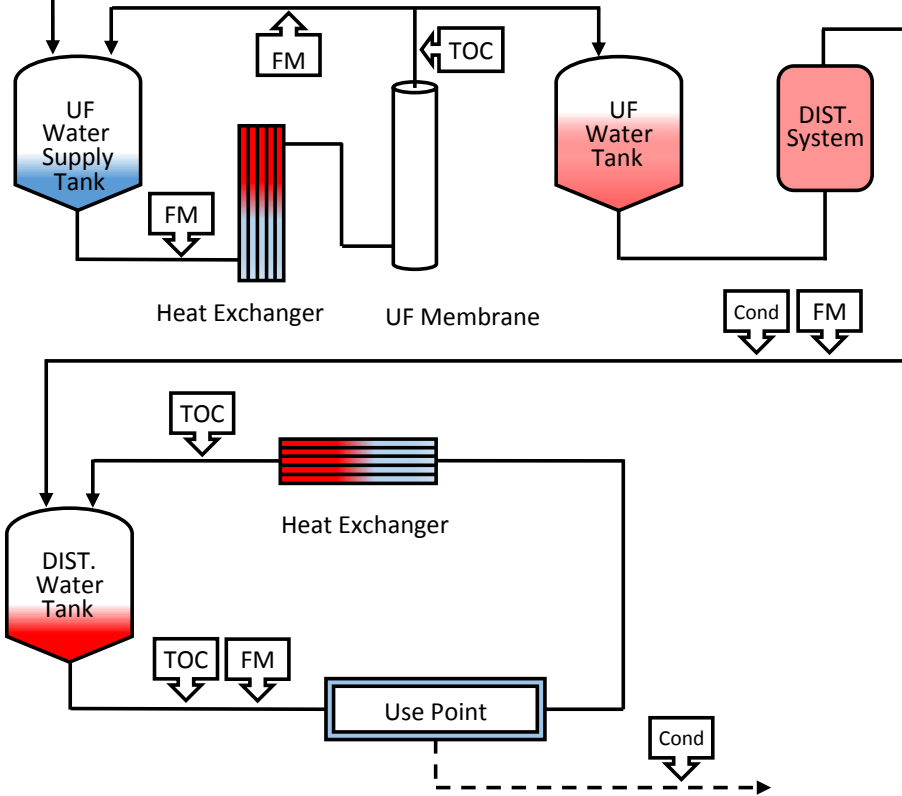 FM
TOC
UF
Water
Supply
Tank
UF
Water
Tank
DIST.
System
FM
Heat Exchanger
UF Membrane
Cond
FM
TOC
Heat Exchanger
DIST.
Water
Tank
TOC
FM
Use Point
Cond